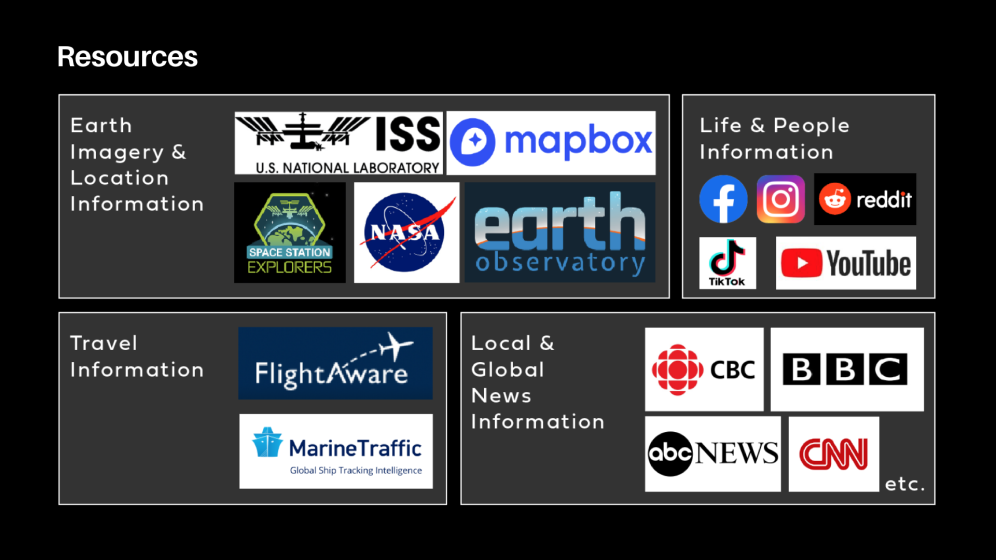 Resources
Earth
Imagery &
Location
Information
ISS
U.S. NATIONAL LABORATORY
mapbox
SPACE STATION
EXPLORERS
NASA
earth
observatory
Life & People
Information
reddit
TikTok
YouTube
Travel
Information
FlightAware
MarineTraffic
Global Ship Tracking Intelligence
Local &
Global
News
Information
CBC
BBC
abc NEWS
CNN
etc.